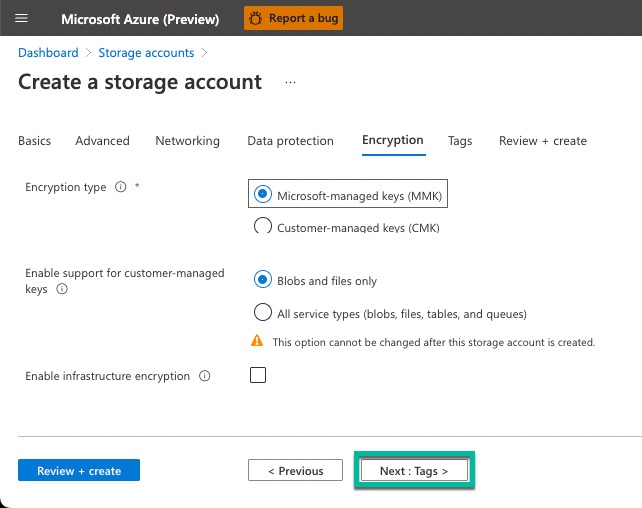 Microsoft Azure (Preview) Report a bug
Dashboard > Storage accounts >
Create a storage account ...
Basics Advanced Networking Data protection Encryption Tags Review + create
Encryption type * Microsoft-managed keys (MMK)
Customer-managed keys (CMK)
Enable support for customer-managed
keys
Blobs and files only
All service types (blobs, files, tables, and queues)
This option cannot be changed after this storage account is created.
Enable infrastructure encryption
Review + create < Previous Next : Tags >